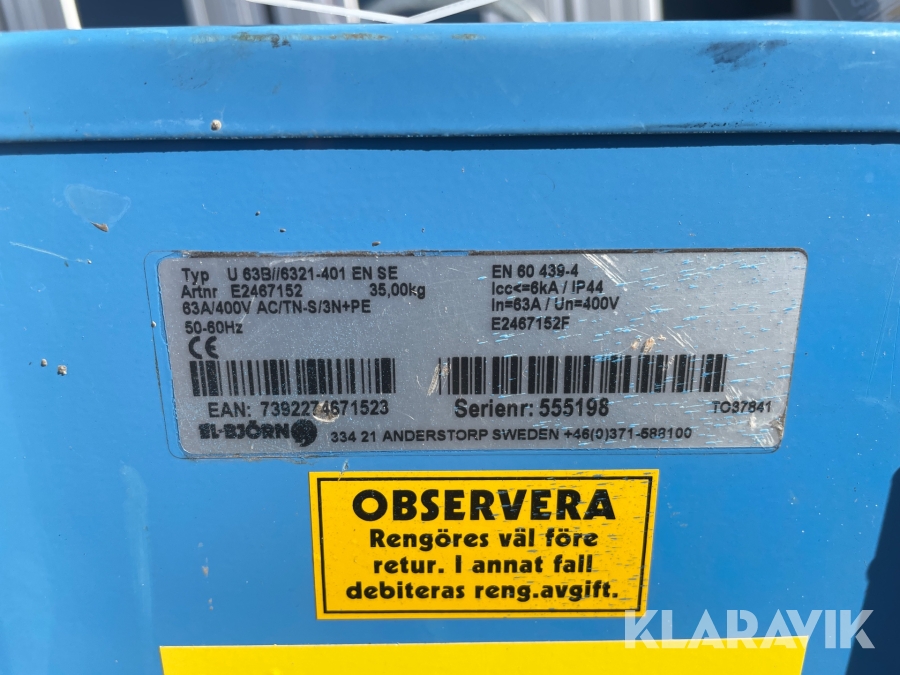 Typ U 63B//6321-401 EN SE
Artnr E2467152 35,00kg
63A/400V AC/TN-S/3N+PE
50-60Hz
CE
EN 60 439-4
Icc<=6kA / IP44
In=63A / Un=400V
E2467152F
EAN: 7392274671523
Serienr: 555198
TO37841
EL-BJÖRN
334 21 ANDERSTORP SWEDEN +46(0)371-588100
OBSERVERA
Rengöres väl före
retur. I annat fall
debiteras reng.avgift.
KLARAVIK